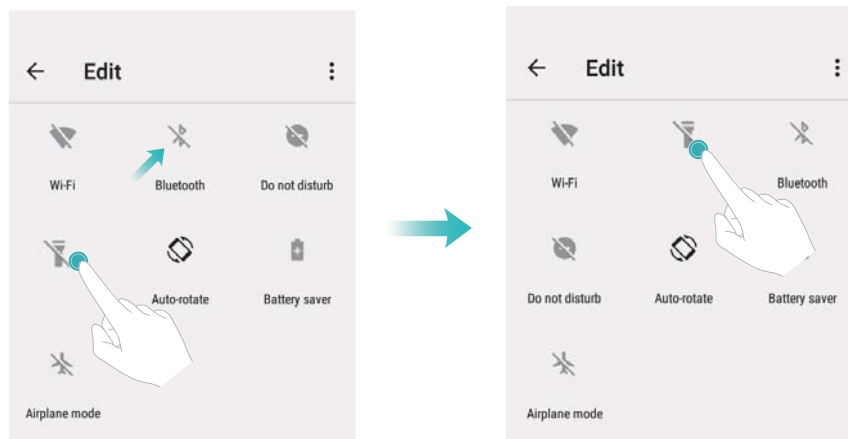 Edit
Wi-Fi
Bluetooth
Do not disturb
Auto-rotate
Battery saver
Airplane mode
Edit
Wi-Fi
Bluetooth
Do not disturb
Auto-rotate
Battery saver
Airplane mode